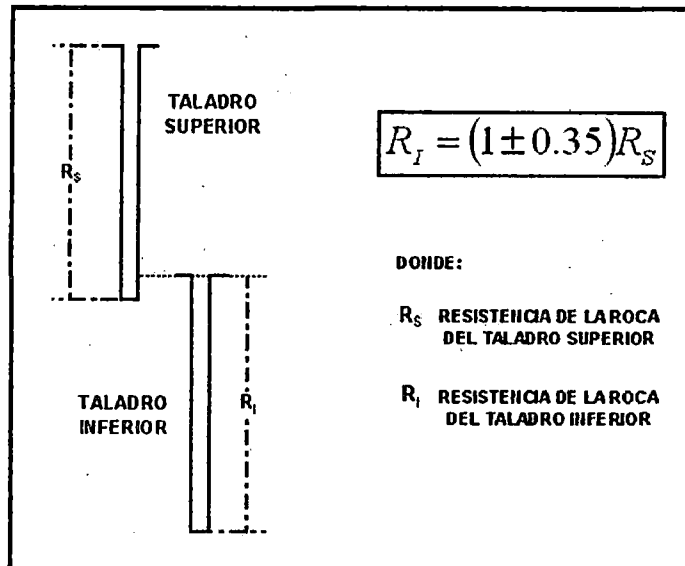 TALADRO
SUPERIOR
R_I = (1 ± 0.35)R_S
R_S
DONDE:
R_S RESISTENCIA DE LA ROCA
DEL TALADRO SUPERIOR
TALADRO
INFERIOR
R_I
R_I RESISTENCIA DE LA ROCA
DEL TALADRO INFERIOR